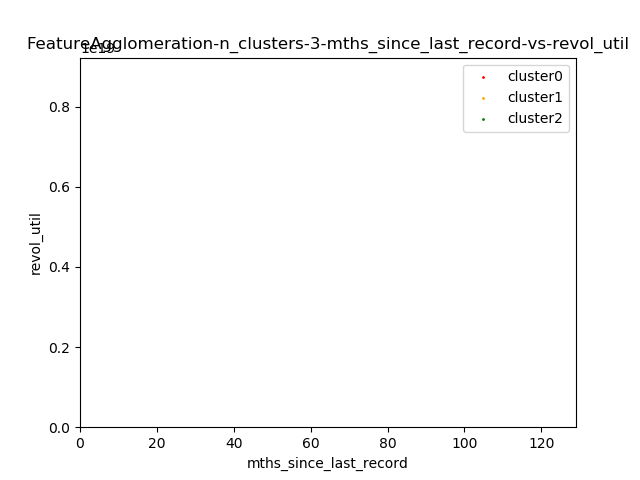 FeatureAgglomeration-n_clusters-3-mths_since_last_record-vs-revol_util
1e19
cluster0
cluster1
cluster2
0.8
0.6
0.4
0.2
0.0
revol_util
0 20 40 60 80 100 120
mths_since_last_record